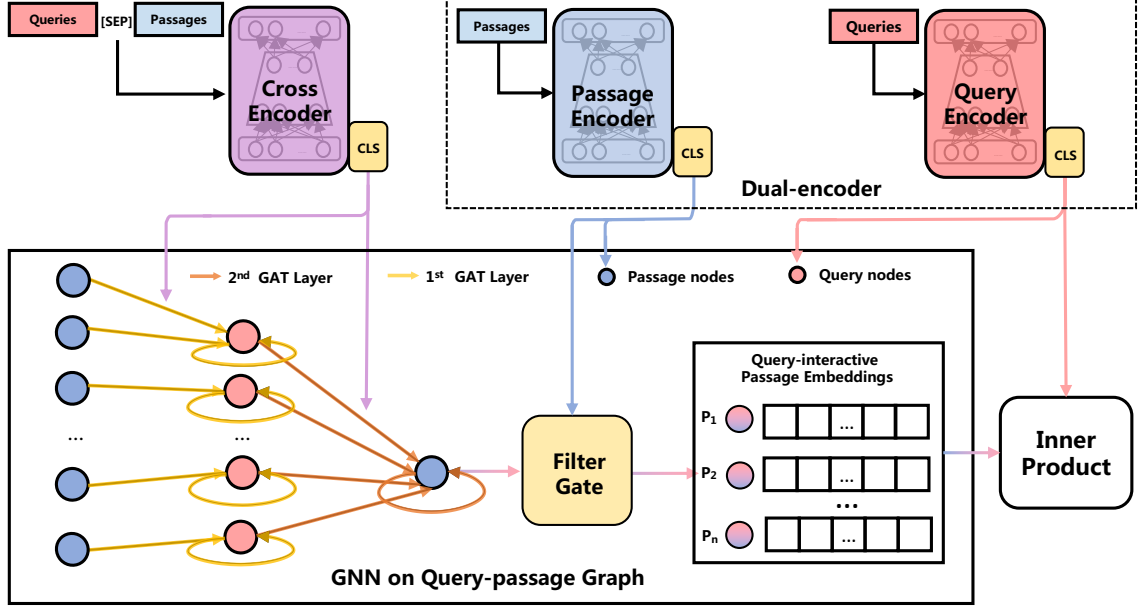 Queries [SEP] Passages
Cross
Encoder
CLS
Passages
Passage
Encoder
CLS
Queries
Query
Encoder
CLS
Dual-encoder
2nd GAT Layer
1st GAT Layer
Passage nodes
Query nodes
...
...
Filter
Gate
Query-interactive
Passage Embeddings
P1 ...
P2 ...
...
Pn ...
Inner
Product
GNN on Query-passage Graph